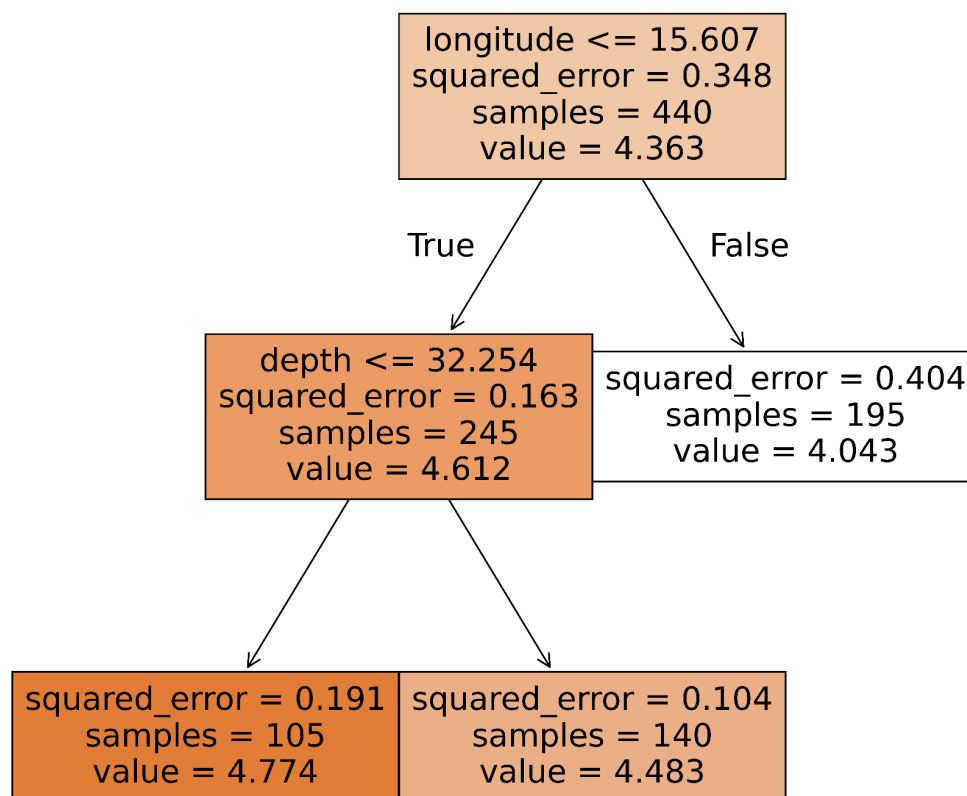 longitude <= 15.607
squared_error = 0.348
samples = 440
value = 4.363
True
False
depth <= 32.254
squared_error = 0.163
samples = 245
value = 4.612
squared_error = 0.404
samples = 195
value = 4.043
squared_error = 0.191
samples = 105
value = 4.774
squared_error = 0.104
samples = 140
value = 4.483